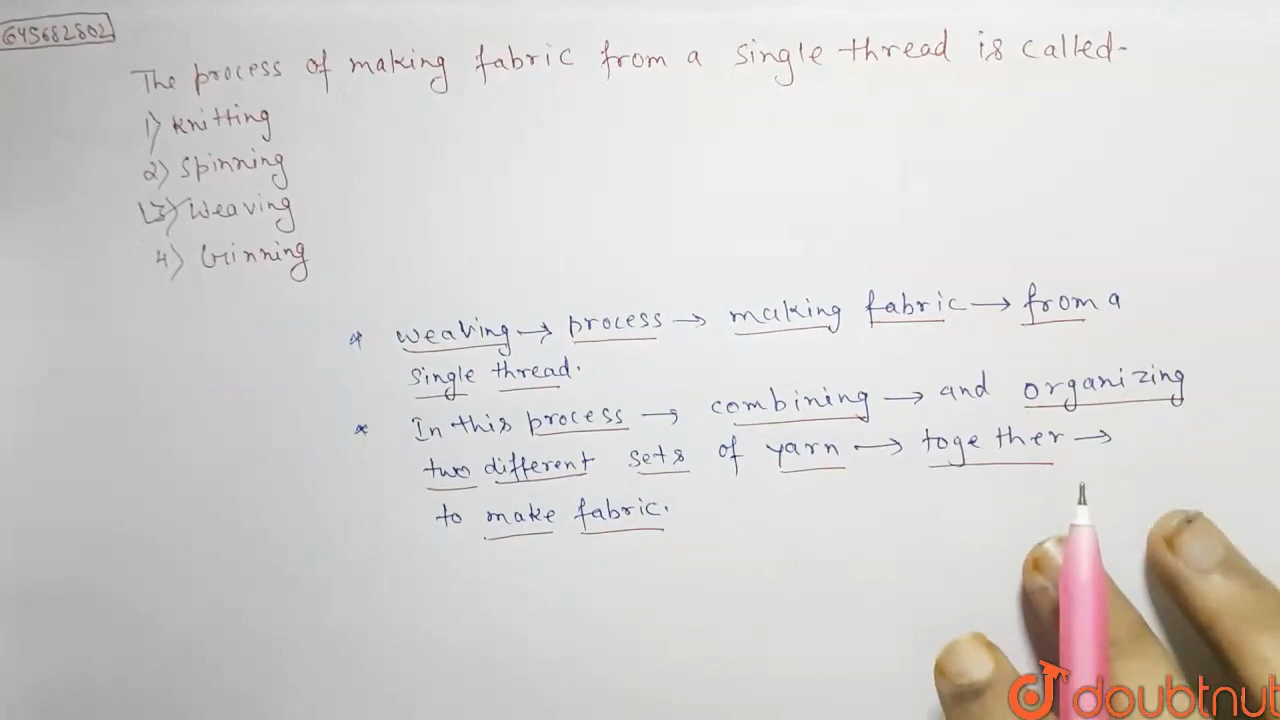 645682802
The process of making fabric from a single thread is called-
1) Knitting
2) Spinning
3) Weaving
4) Ginning
* weaving → process → making fabric → from a
single thread.
* In this process → combining → and organizing
two different sets of yarn → together →
to make fabric.
doubtnut